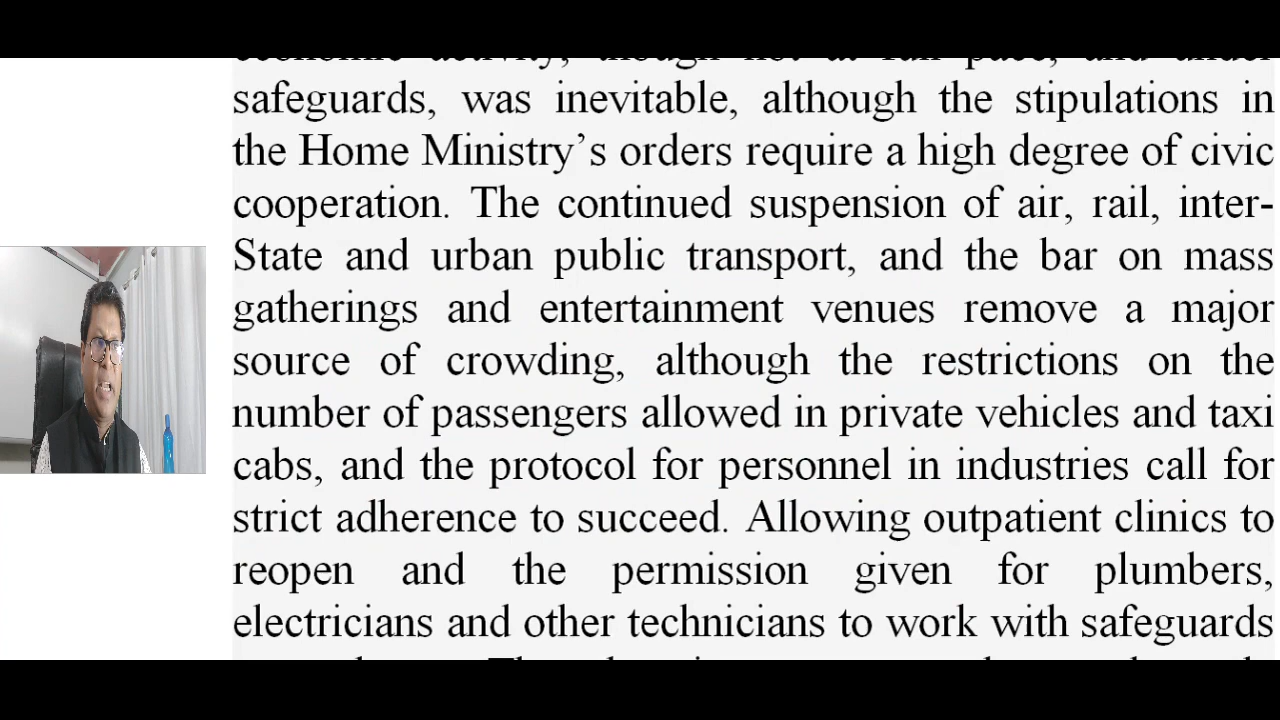 safeguards, was inevitable, although the stipulations in
the Home Ministry’s orders require a high degree of civic
cooperation. The continued suspension of air, rail, inter-
State and urban public transport, and the bar on mass
gatherings and entertainment venues remove a major
source of crowding, although the restrictions on the
number of passengers allowed in private vehicles and taxi
cabs, and the protocol for personnel in industries call for
strict adherence to succeed. Allowing outpatient clinics to
reopen and the permission given for plumbers,
electricians and other technicians to work with safeguards